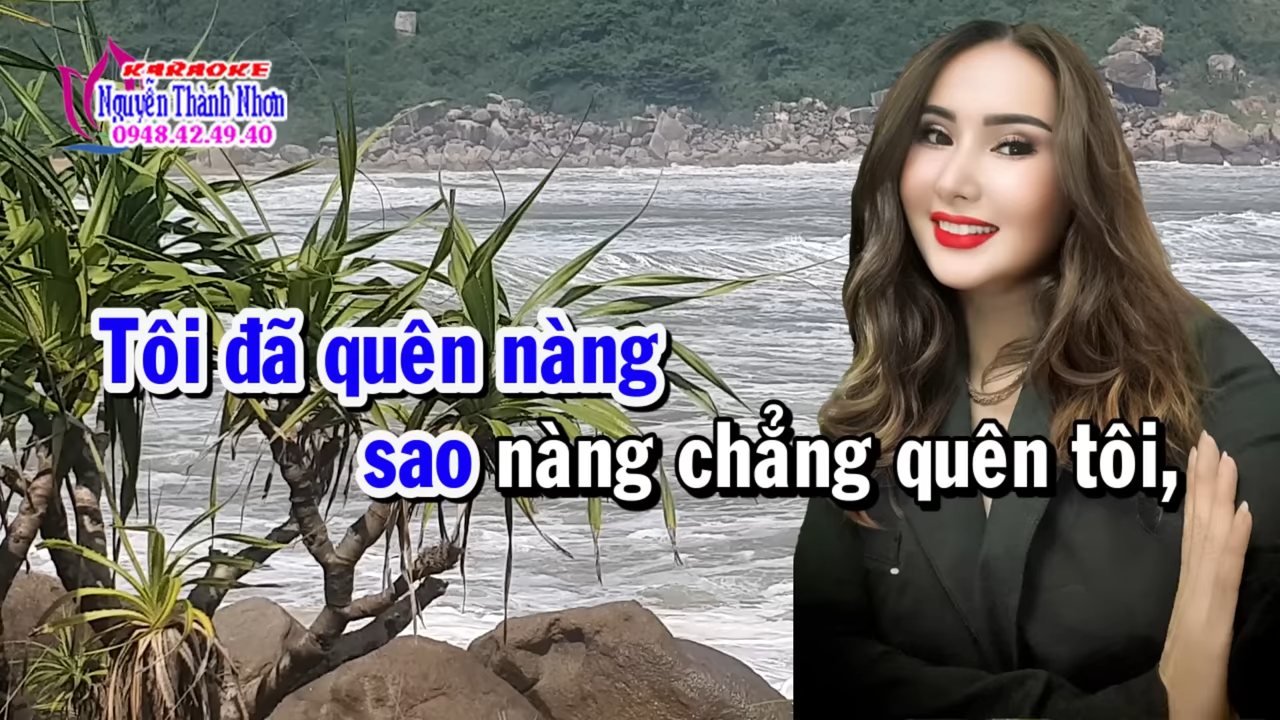 KARAOKE
Nguyễn Thành Nhơn
0948.42.49.40
Tôi đã quên nàng
sao nàng chẳng quên tôi,